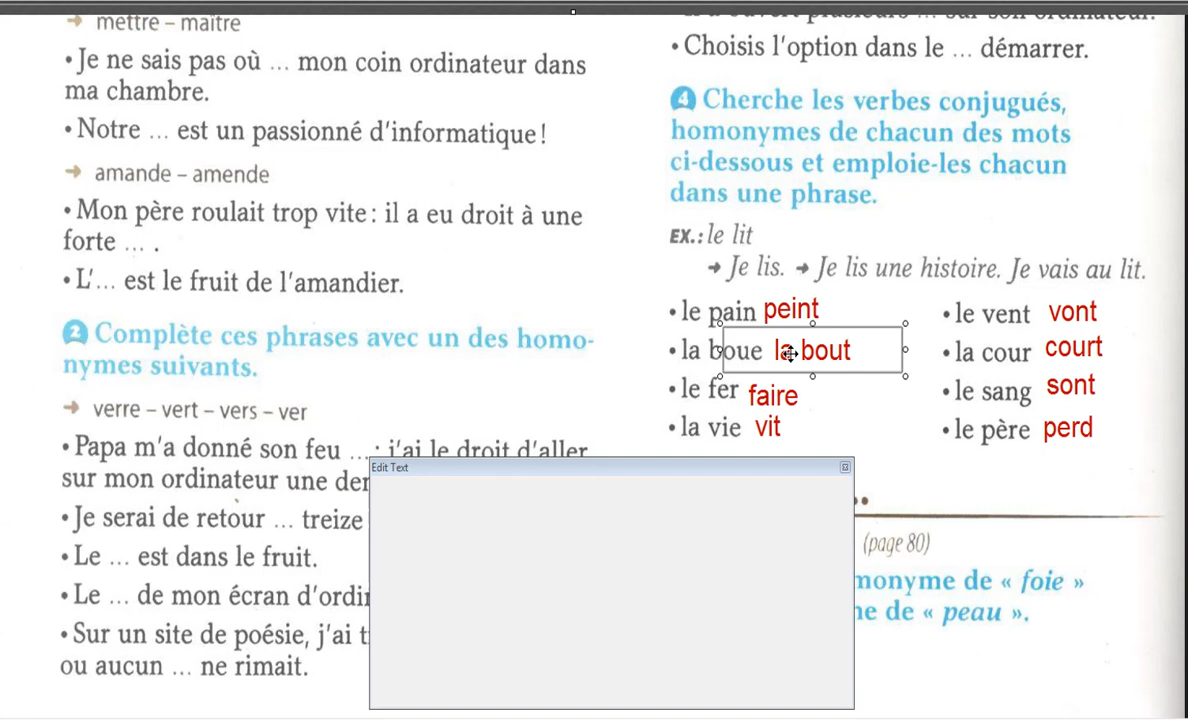 ➜ mettre – maître
• Je ne sais pas où ... mon coin ordinateur dans
ma chambre.
• Notre ... est un passionné d'informatique !
➜ amande – amende
• Mon père roulait trop vite : il a eu droit à une
forte ... .
• L'... est le fruit de l'amandier.
2 Complète ces phrases avec un des homo-
nymes suivants.
➜ verre – vert – vers – ver
• Papa m'a donné son feu ... : j'ai le droit d'aller
sur mon ordinateur une
• Je serai de retour ... treize
• Le ... est dans le fruit.
• Le ... de mon écran
• Sur un site de poésie, j'ai
ou aucun ... ne rimait.
• Choisis l'option dans le ... démarrer.
4 Cherche les verbes conjugués,
homonymes de chacun des mots
ci-dessous et emploie-les chacun
dans une phrase.
EX.: le lit
➜ Je lis. ➜ Je lis une histoire. Je vais au lit.
• le pain peint
• la boue la bout
• le fer faire
• la vie vit
• le vent vont
• la cour court
• le sang sont
• le père perd
Edit Text
(page 80)
monyme de « foie »
de « peau ».